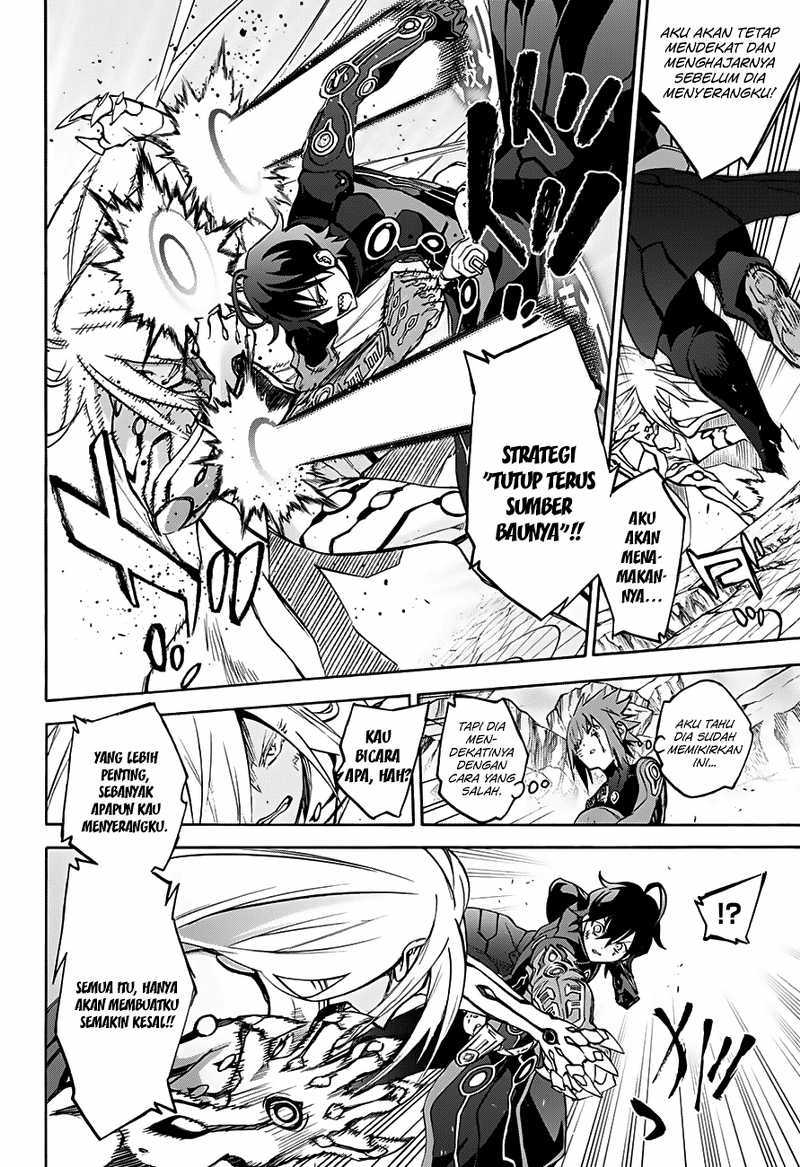 AKU AKAN TETAP
MENDEKAT DAN
MENGHAJARNYA
SEBELUM DIA
MENYERANGKU!
AKU
AKAN
MENA-
MAKAN-
NYA...
STRATEGI
"TUTUP TERUS
SUMBER
BAUNYA"!!
AKU TAHU
DIA SUDAH
MEMIKIRKAN
INI...
TAPI DIA
MEN-
DEKATINYA
DENGAN
CARA YANG
SALAH.
KAU
BICARA
APA, HAH?
YANG LEBIH
PENTING,
SEBANYAK
APAPUN KAU
MENYERANGKU.
!?
SEMUA ITU, HANYA
AKAN MEMBUATKU
SEMAKIN KESAL!!